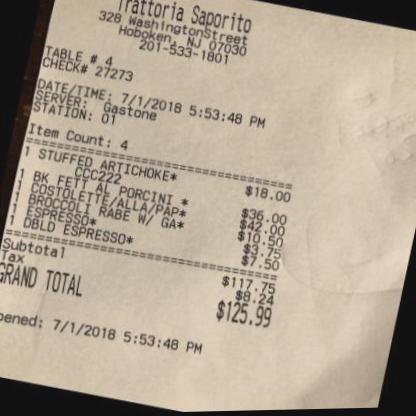 Trattoria Saporito
328 WashingtonStreet
Hoboken, NJ 07030
201-533-1801
TABLE # 4
CHECK# 27273
DATE/TIME: 7/1/2018 5:53:48 PM
SERVER: Gastone
STATION: 01
Item Count: 4
1 STUFFED ARTICHOKE* $18.00
CCC222
1 BK FETT AL PORCINI * $36.00
1 COSTOLETTE/ALLA/PAP* $42.00
1 BROCCOLI RABE W/ GA* $10.50
1 ESPRESSO* $3.75
1 DBLD ESPRESSO* $7.50
Subtotal $117.75
Tax $8.24
GRAND TOTAL $125.99
pened: 7/1/2018 5:53:48 PM